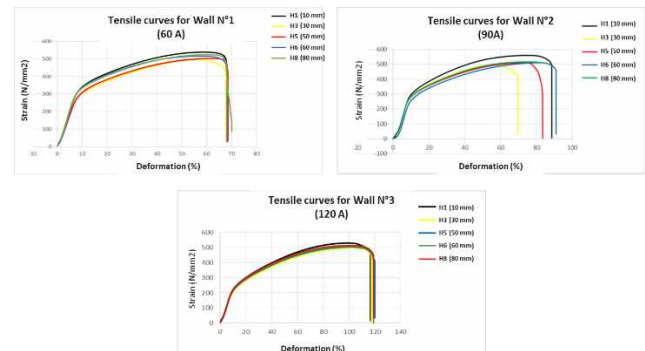 Tensile curves for Wall N°1
(60 A)
H1 (10 mm)
H3 (30 mm)
H5 (50 mm)
H6 (60 mm)
H8 (80 mm)
Strain (N/mm2)
600
500
400
300
200
100
0
-10
0
10
20
30
40
50
60
70
80
Deformation (%)
Tensile curves for Wall N°2
(90A)
H1 (10 mm)
H3 (30 mm)
H5 (50 mm)
H6 (60 mm)
H8 (80 mm)
Strain (N/mm2)
600
500
400
300
200
100
0
-100
-20
0
20
40
60
80
100
Deformation (%)
Tensile curves for Wall N°3
(120 A)
H1 (10 mm)
H3 (30 mm)
H5 (50 mm)
H6 (60 mm)
H8 (80 mm)
Strain (N/mm2)
600
500
400
300
200
100
0
0
20
40
60
80
100
120
140
Deformation (%)